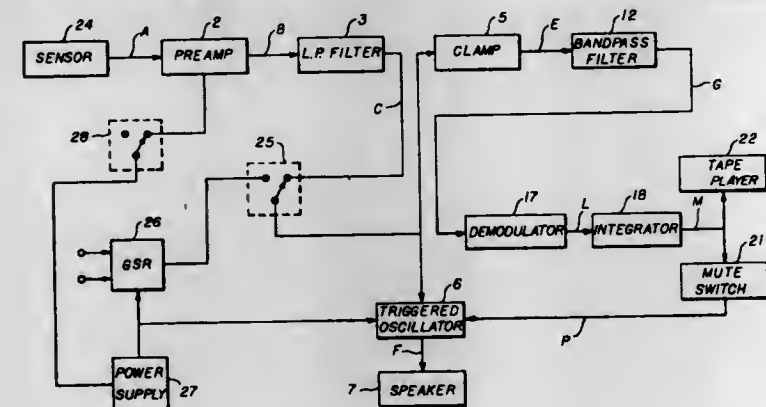 24
SENSOR
A
2
PREAMP
B
3
L.P. FILTER
C
5
CLAMP
E
12
BANDPASS
FILTER
G
28
25
22
TAPE
PLAYER
17
DEMODULATOR
L
18
INTEGRATOR
M
21
MUTE
SWITCH
26
GSR
6
TRIGGERED
OSCILLATOR
P
F
POWER
SUPPLY
27
7
SPEAKER